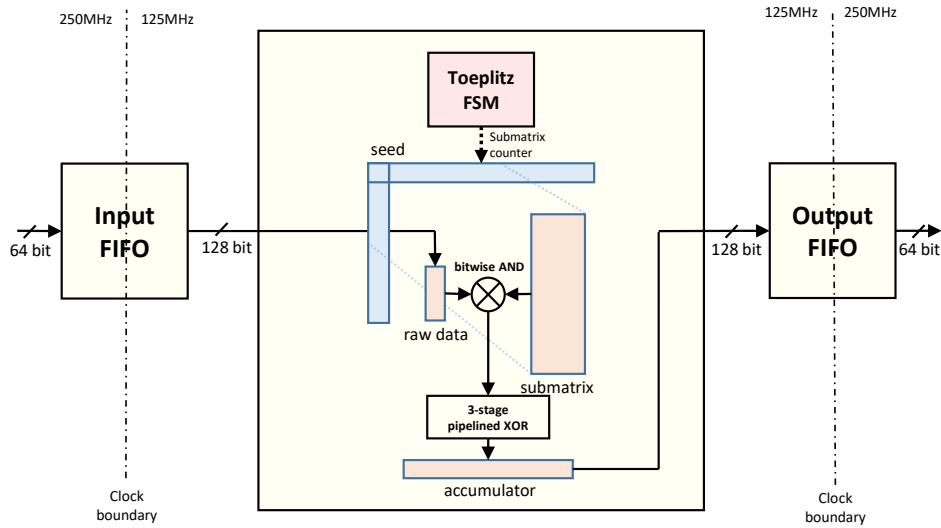 250MHz
125MHz
125MHz
250MHz
Toeplitz
FSM
Submatrix
counter
seed
Input
FIFO
64 bit
128 bit
bitwise AND
raw data
submatrix
3-stage
pipelined XOR
accumulator
128 bit
Output
FIFO
64 bit
Clock
boundary
Clock
boundary